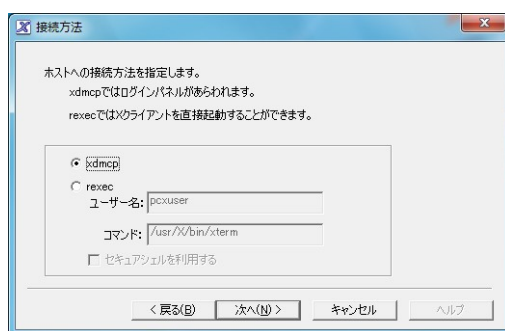 接続方法
ホストへの接続方法を指定します。
xdmcpではログインパネルがあらわれます。
rexecではXクライアントを直接起動することができます。
xdmcp
rexec
ユーザー名: pcxuser
コマンド: /usr/X/bin/xterm
セキュアシェルを利用する
< 戻る(B) 次へ(N) > キャンセル ヘルプ